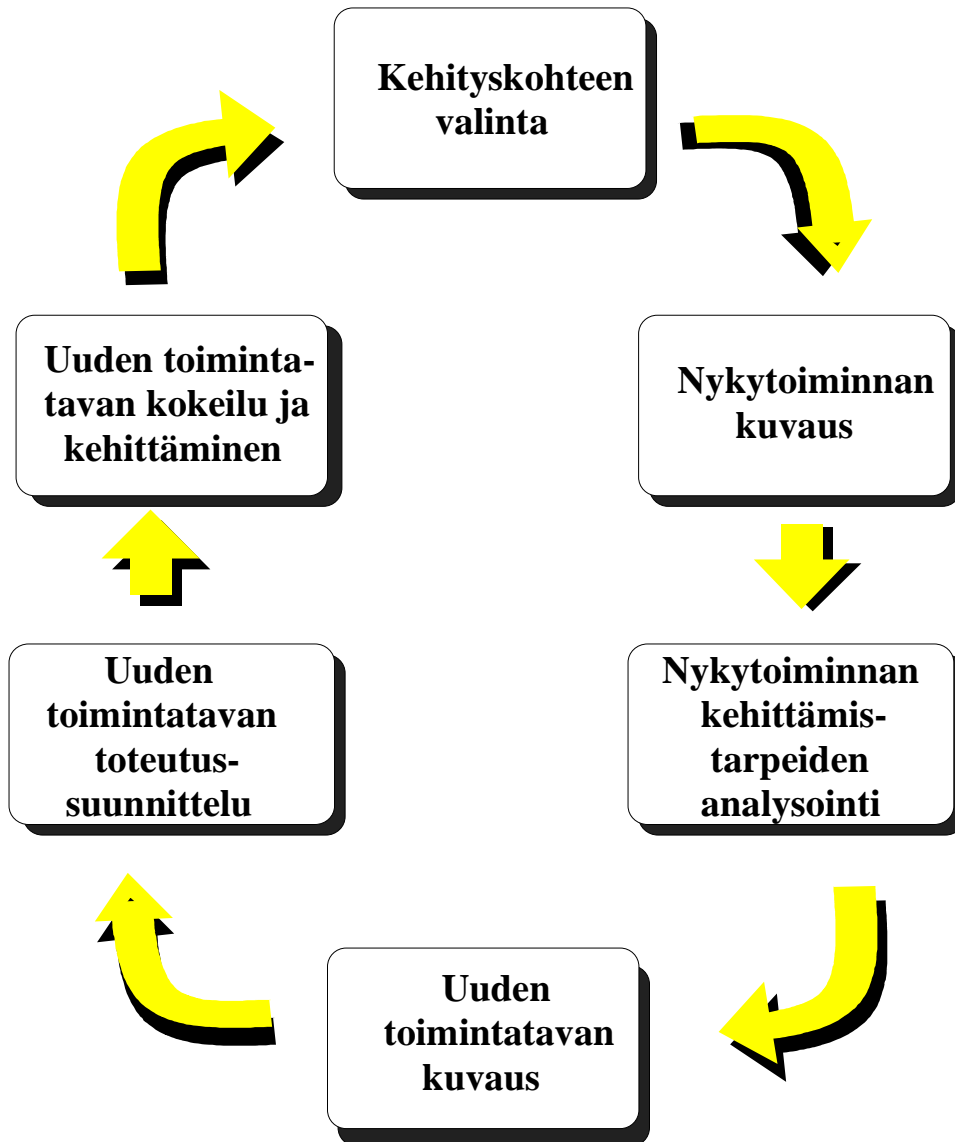 Kehityskohteen
valinta
Nykytoiminnan
kuvaus
Nykytoiminnan
kehittämis-
tarpeiden
analysointi
Uuden
toimintatavan
kuvaus
Uuden
toimintatavan
toteutus-
suunnittelu
Uuden toiminta-
tavan kokeilu ja
kehittäminen